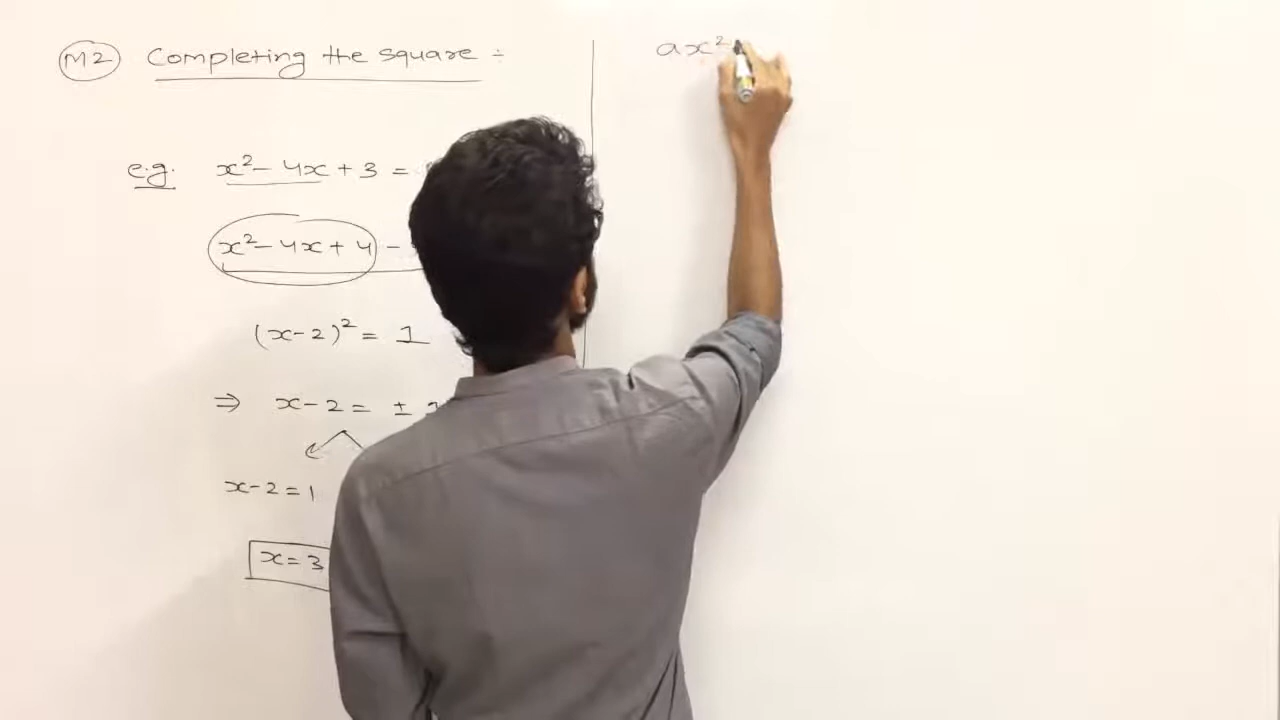 M2 Completing the square :-
e.g. x² - 4x + 3 =
x² - 4x + 4 -
(x-2)² = 1
⇒ x-2 = ±
x-2 = 1
x = 3
ax²